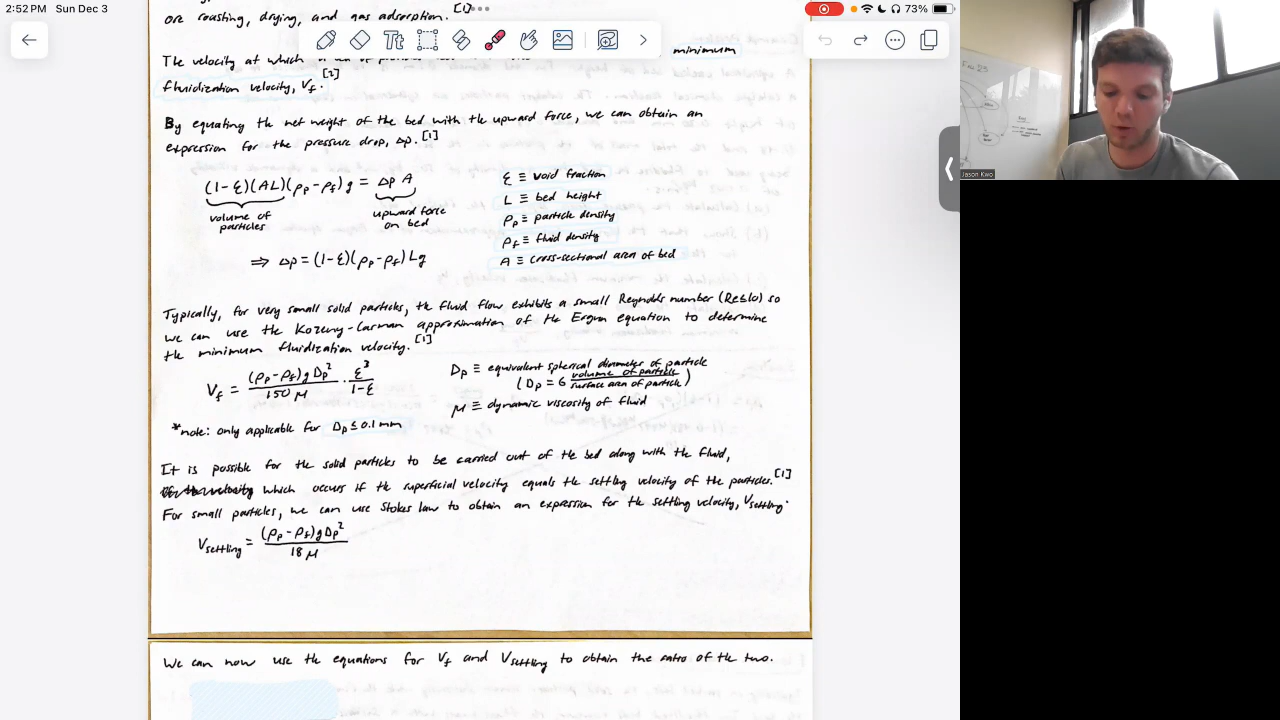 2:52 PM Sun Dec 3
73%
ore roasting, drying, and gas adsorption. [1]
Tt
The velocity at which
minimum
fluidization velocity, Vf. [2]
By equating the net weight of the bed with the upward force, we can obtain an
expression for the pressure drop, Δp. [1]
(1-ε)(AL)(ρp-ρf)g = Δp A
volume of particles
upward force on bed
ε ≡ void fraction
L ≡ bed height
ρp ≡ particle density
ρf ≡ fluid density
A ≡ cross-sectional area of bed
⇒ Δp = (1-ε)(ρp-ρf)Lg
Typically, for very small solid particles, the fluid flow exhibits a small Reynolds number (Re≤10) so
we can use the Kozeny-Carman approximation of the Ergun equation to determine
the minimum fluidization velocity. [1]
Vf = (ρp-ρf)gDp²/150μ · ε³/1-ε
Dp ≡ equivalent spherical diameter of particle
(Dp = 6 volume of particle/surface area of particle)
μ ≡ dynamic viscosity of fluid
*note: only applicable for Dp ≤ 0.1 mm
It is possible for the solid particles to be carried out of the bed along with the fluid,
which occurs if the superficial velocity equals the settling velocity of the particles. [1]
For small particles, we can use Stokes law to obtain an expression for the settling velocity, Vsettling.
Vsettling = (ρp-ρf)gDp²/18μ
We can now use the equations for Vf and Vsettling to obtain the ratio of the two.
Jason Kwo